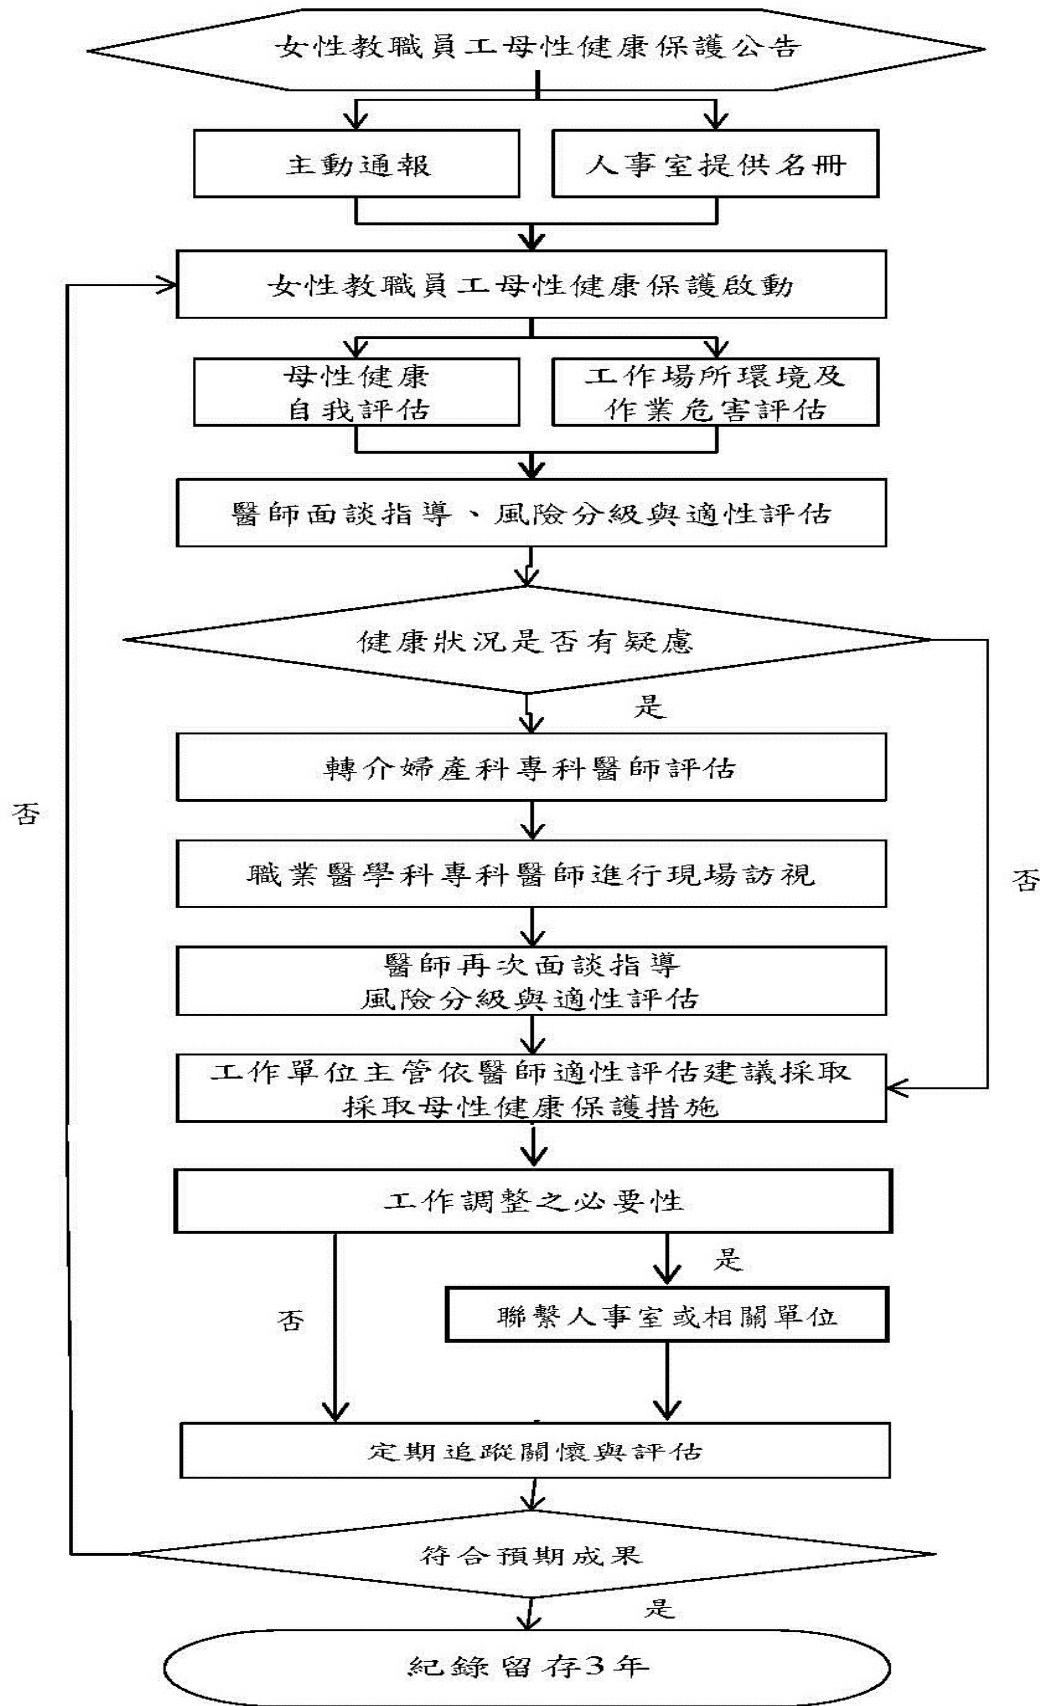 女性教職員工母性健康保護公告
主動通報
人事室提供名冊
女性教職員工母性健康保護啟動
母性健康
自我評估
工作場所環境及
作業危害評估
醫師面談指導、風險分級與適性評估
健康狀況是否有疑慮
是
轉介婦產科專科醫師評估
否
職業醫學科專科醫師進行現場訪視
否
醫師再次面談指導
風險分級與適性評估
工作單位主管依醫師適性評估建議採取
採取母性健康保護措施
工作調整之必要性
是
否
聯繫人事室或相關單位
定期追蹤關懷與評估
符合預期成果
是
紀錄留存3年